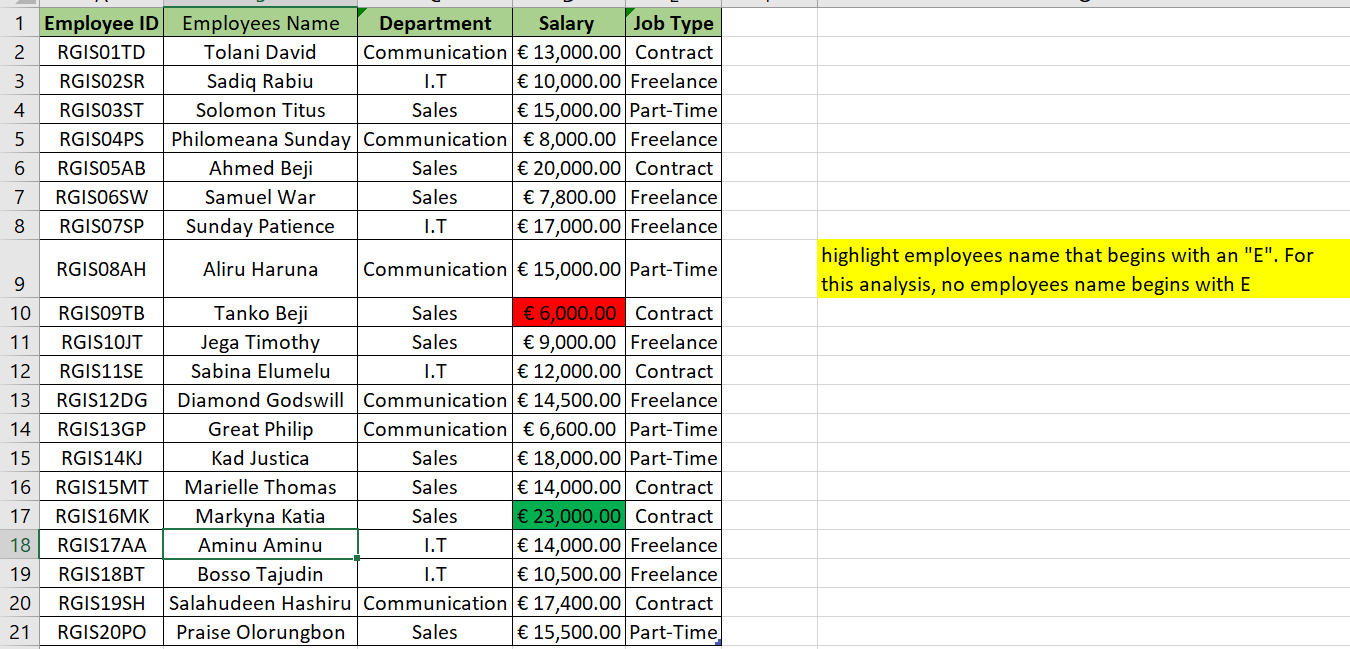 1 Employee ID Employees Name Department Salary Job Type
2 RGIS01TD Tolani David Communication € 13,000.00 Contract
3 RGIS02SR Sadiq Rabiu I.T € 10,000.00 Freelance
4 RGIS03ST Solomon Titus Sales € 15,000.00 Part-Time
5 RGIS04PS Philomeana Sunday Communication € 8,000.00 Freelance
6 RGIS05AB Ahmed Beji Sales € 20,000.00 Contract
7 RGIS06SW Samuel War Sales € 7,800.00 Freelance
8 RGIS07SP Sunday Patience I.T € 17,000.00 Freelance
highlight employees name that begins with an "E". For
9 RGIS08AH Aliru Haruna Communication € 15,000.00 Part-Time
this analysis, no employees name begins with E
10 RGIS09TB Tanko Beji Sales € 6,000.00 Contract
11 RGIS10JT Jega Timothy Sales € 9,000.00 Freelance
12 RGIS11SE Sabina Elumelu I.T € 12,000.00 Contract
13 RGIS12DG Diamond Godswill Communication € 14,500.00 Freelance
14 RGIS13GP Great Philip Communication € 6,600.00 Part-Time
15 RGIS14KJ Kad Justica Sales € 18,000.00 Part-Time
16 RGIS15MT Marielle Thomas Sales € 14,000.00 Contract
17 RGIS16MK Markyna Katia Sales € 23,000.00 Contract
18 RGIS17AA Aminu Aminu I.T € 14,000.00 Freelance
19 RGIS18BT Bosso Tajudin I.T € 10,500.00 Freelance
20 RGIS19SH Salahudeen Hashiru Communication € 17,400.00 Contract
21 RGIS20PO Praise Olorungbon Sales € 15,500.00 Part-Time